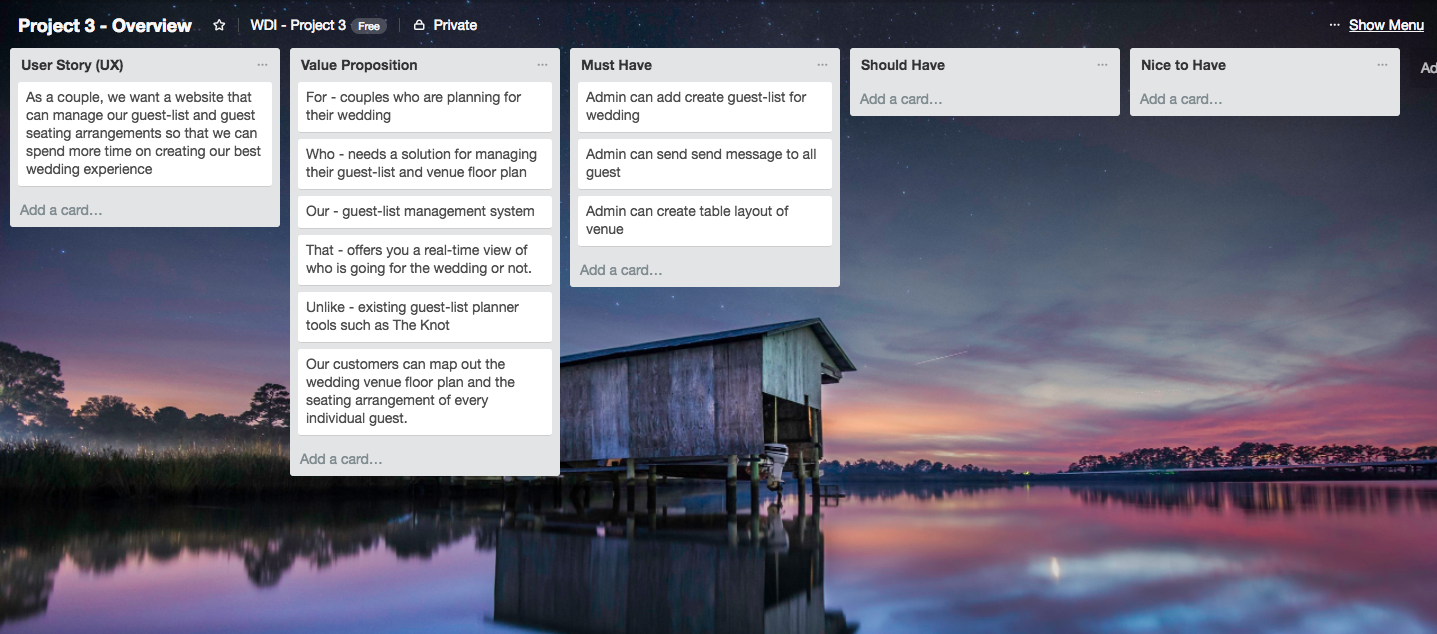 Project 3 - Overview
WDI - Project 3
Free
Private
Show Menu
User Story (UX)
As a couple, we want a website that
can manage our guest-list and guest
seating arrangements so that we can
spend more time on creating our best
wedding experience
Add a card...
Value Proposition
For - couples who are planning for
their wedding
Who - needs a solution for managing
their guest-list and venue floor plan
Our - guest-list management system
That - offers you a real-time view of
who is going for the wedding or not.
Unlike - existing guest-list planner
tools such as The Knot
Our customers can map out the
wedding venue floor plan and the
seating arrangement of every
individual guest.
Add a card...
Must Have
Admin can add create guest-list for
wedding
Admin can send send message to all
guest
Admin can create table layout of
venue
Add a card...
Should Have
Add a card...
Nice to Have
Add a card...
Ad